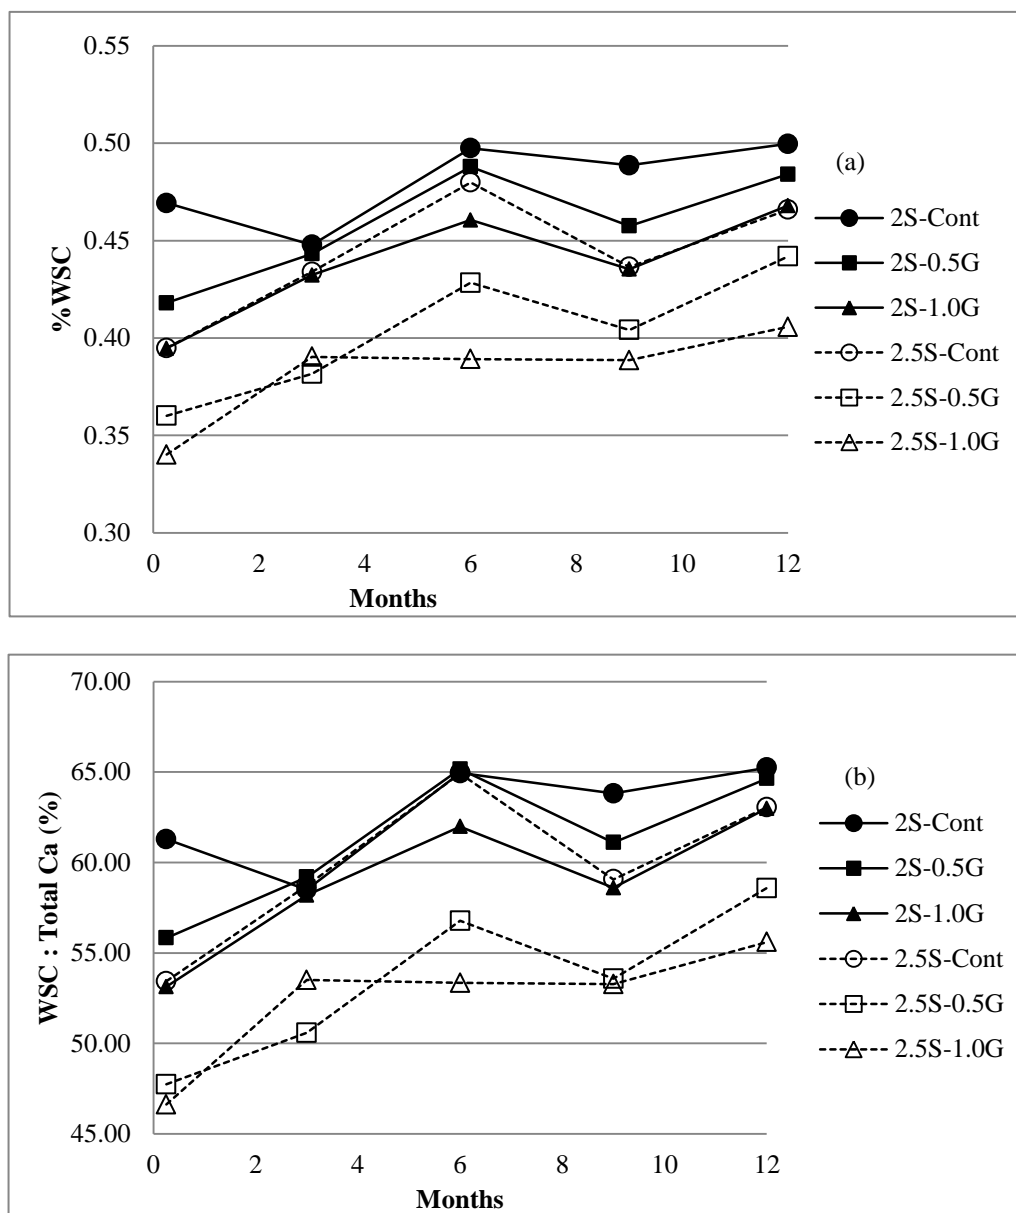 0.55
0.50
0.45
0.40
0.35
0.30
%WSC
0 2 4 6 8 10 12
Months
(a)
2S-Cont
2S-0.5G
2S-1.0G
2.5S-Cont
2.5S-0.5G
2.5S-1.0G
70.00
65.00
60.00
55.00
50.00
45.00
WSC : Total Ca (%)
0 2 4 6 8 10 12
Months
(b)
2S-Cont
2S-0.5G
2S-1.0G
2.5S-Cont
2.5S-0.5G
2.5S-1.0G